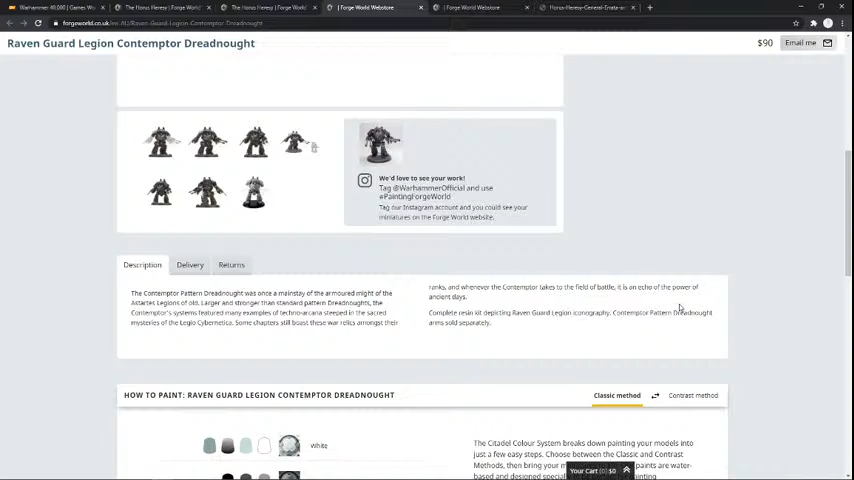 Warhammer 40,000 | Games Wo
The Horus Heresy | Forge World
The Horus Heresy | Forge World
| Forge World Webstore
| Forge World Webstore
Horus-Heresy-General-Errata-an
forgeworld.co.uk/en-AU/Raven-Guard-Legion-Contemptor-Dreadnought
Raven Guard Legion Contemptor Dreadnought
$90
Email me
We'd love to see your work!
Tag @WarhammerOfficial and use
#PaintingForgeWorld
Tag our Instagram account and you could see your
miniatures on the Forge World website.
Description
Delivery
Returns
The Contemptor Pattern Dreadnought was once a mainstay of the armoured might of the
Astartes Legions of old. Larger and stronger than standard pattern Dreadnoughts, the
Contemptor's systems featured many examples of techno-arcana steeped in the sacred
mysteries of the Legio Cybernetica. Some chapters still boast these war relics amongst their
ranks, and whenever the Contemptor takes to the field of battle, it is an echo of the power of
ancient days.
Complete resin kit depicting Raven Guard Legion iconography. Contemptor Pattern Dreadnought
arms sold separately.
HOW TO PAINT: RAVEN GUARD LEGION CONTEMPTOR DREADNOUGHT
Classic method
Contrast method
White
The Citadel Colour System breaks down painting your models into
just a few easy steps. Choose between the Classic and Contrast
Methods, then bring your
paints are water-
based and designed
Your Cart (0) $0